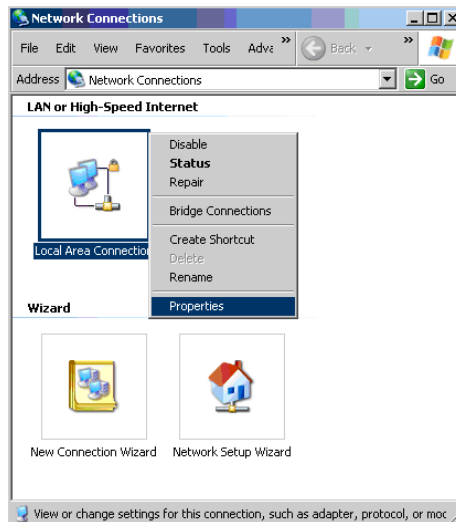 Network Connections
File Edit View Favorites Tools Adva » Back »
Address Network Connections Go
LAN or High-Speed Internet
Local Area Connection
Disable
Status
Repair
Bridge Connections
Create Shortcut
Delete
Rename
Properties
Wizard
New Connection Wizard Network Setup Wizard
View or change settings for this connection, such as adapter, protocol, or moc